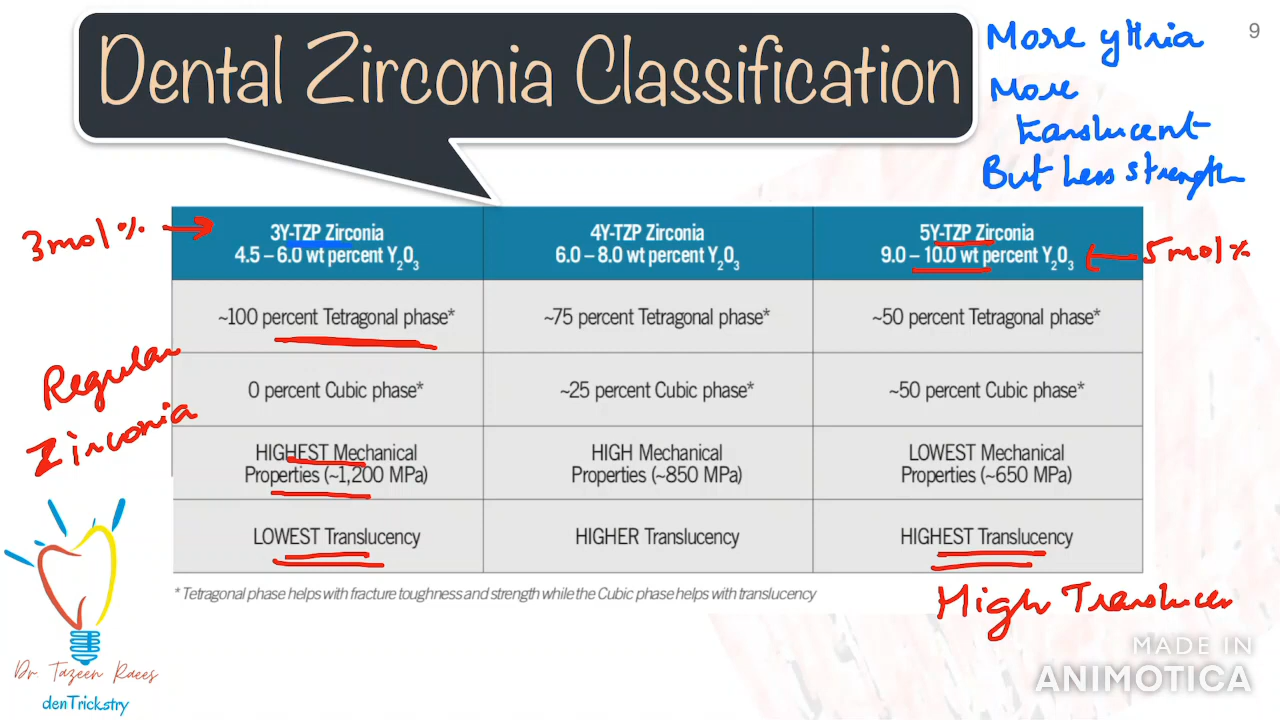 Dental Zirconia Classification
9
More yttria
More
translucent
But Less strength
3mol%
3Y-TZP Zirconia
4.5 – 6.0 wt percent Y₂O₃
4Y-TZP Zirconia
6.0 – 8.0 wt percent Y₂O₃
5Y-TZP Zirconia
9.0 – 10.0 wt percent Y₂O₃
5mol%
~100 percent Tetragonal phase*
~75 percent Tetragonal phase*
~50 percent Tetragonal phase*
Regular
Zirconia
0 percent Cubic phase*
~25 percent Cubic phase*
~50 percent Cubic phase*
HIGHEST Mechanical
Properties (~1,200 MPa)
HIGH Mechanical
Properties (~850 MPa)
LOWEST Mechanical
Properties (~650 MPa)
LOWEST Translucency
HIGHER Translucency
HIGHEST Translucency
* Tetragonal phase helps with fracture toughness and strength while the Cubic phase helps with translucency
High Translucen
Dr Tazeen Raees
denTrickstry
MADE IN
ANIMOTICA